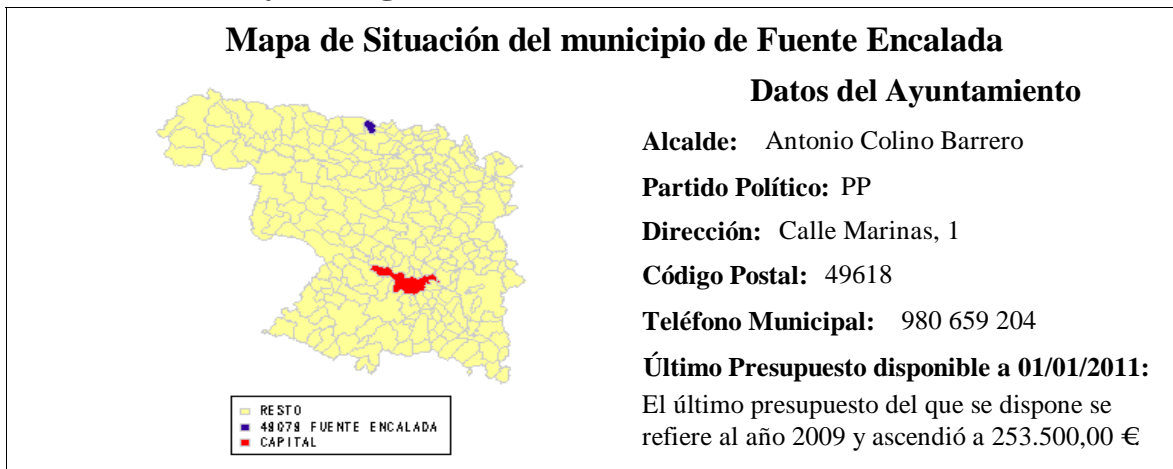 Mapa de Situación del municipio de Fuente Encalada
Datos del Ayuntamiento
Alcalde: Antonio Colino Barrero
Partido Político: PP
Dirección: Calle Marinas, 1
Código Postal: 49618
Teléfono Municipal: 980 659 204
Último Presupuesto disponible a 01/01/2011:
El último presupuesto del que se dispone se
refiere al año 2009 y ascendió a 253.500,00 €
RESTO
49079 FUENTE ENCALADA
CAPITAL